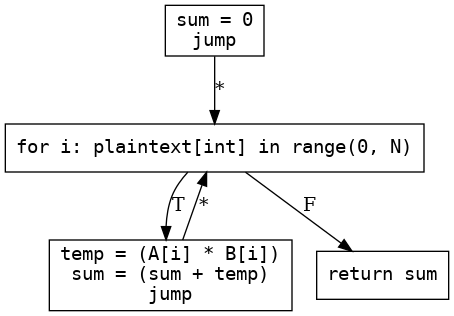 sum = 0
jump
*
for i: plaintext[int] in range(0, N)
T
*
F
temp = (A[i] * B[i])
sum = (sum + temp)
jump
return sum